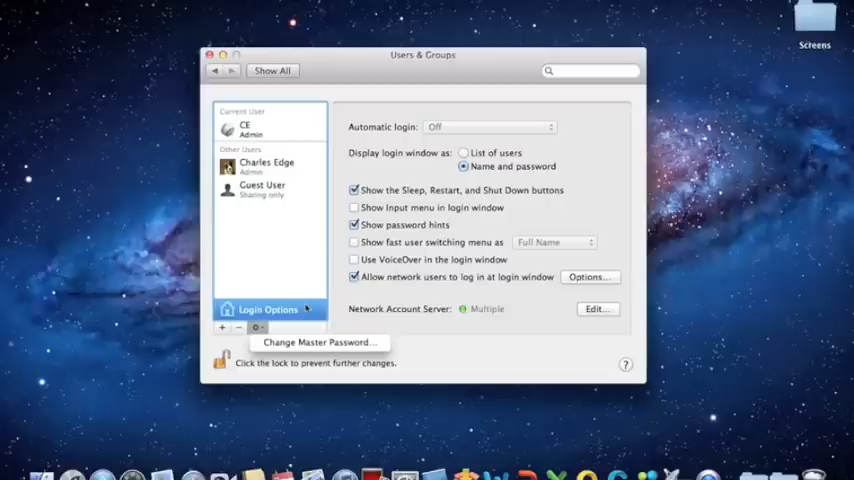 Screens
Users & Groups
Show All
Current User
CE
Admin
Other Users
Charles Edge
Admin
Guest User
Sharing only
Login Options
Automatic login: Off
Display login window as: List of users
Name and password
Show the Sleep, Restart, and Shut Down buttons
Show Input menu in login window
Show password hints
Show fast user switching menu as Full Name
Use VoiceOver in the login window
Allow network users to log in at login window Options...
Network Account Server: Multiple Edit...
Change Master Password...
Click the lock to prevent further changes.
?